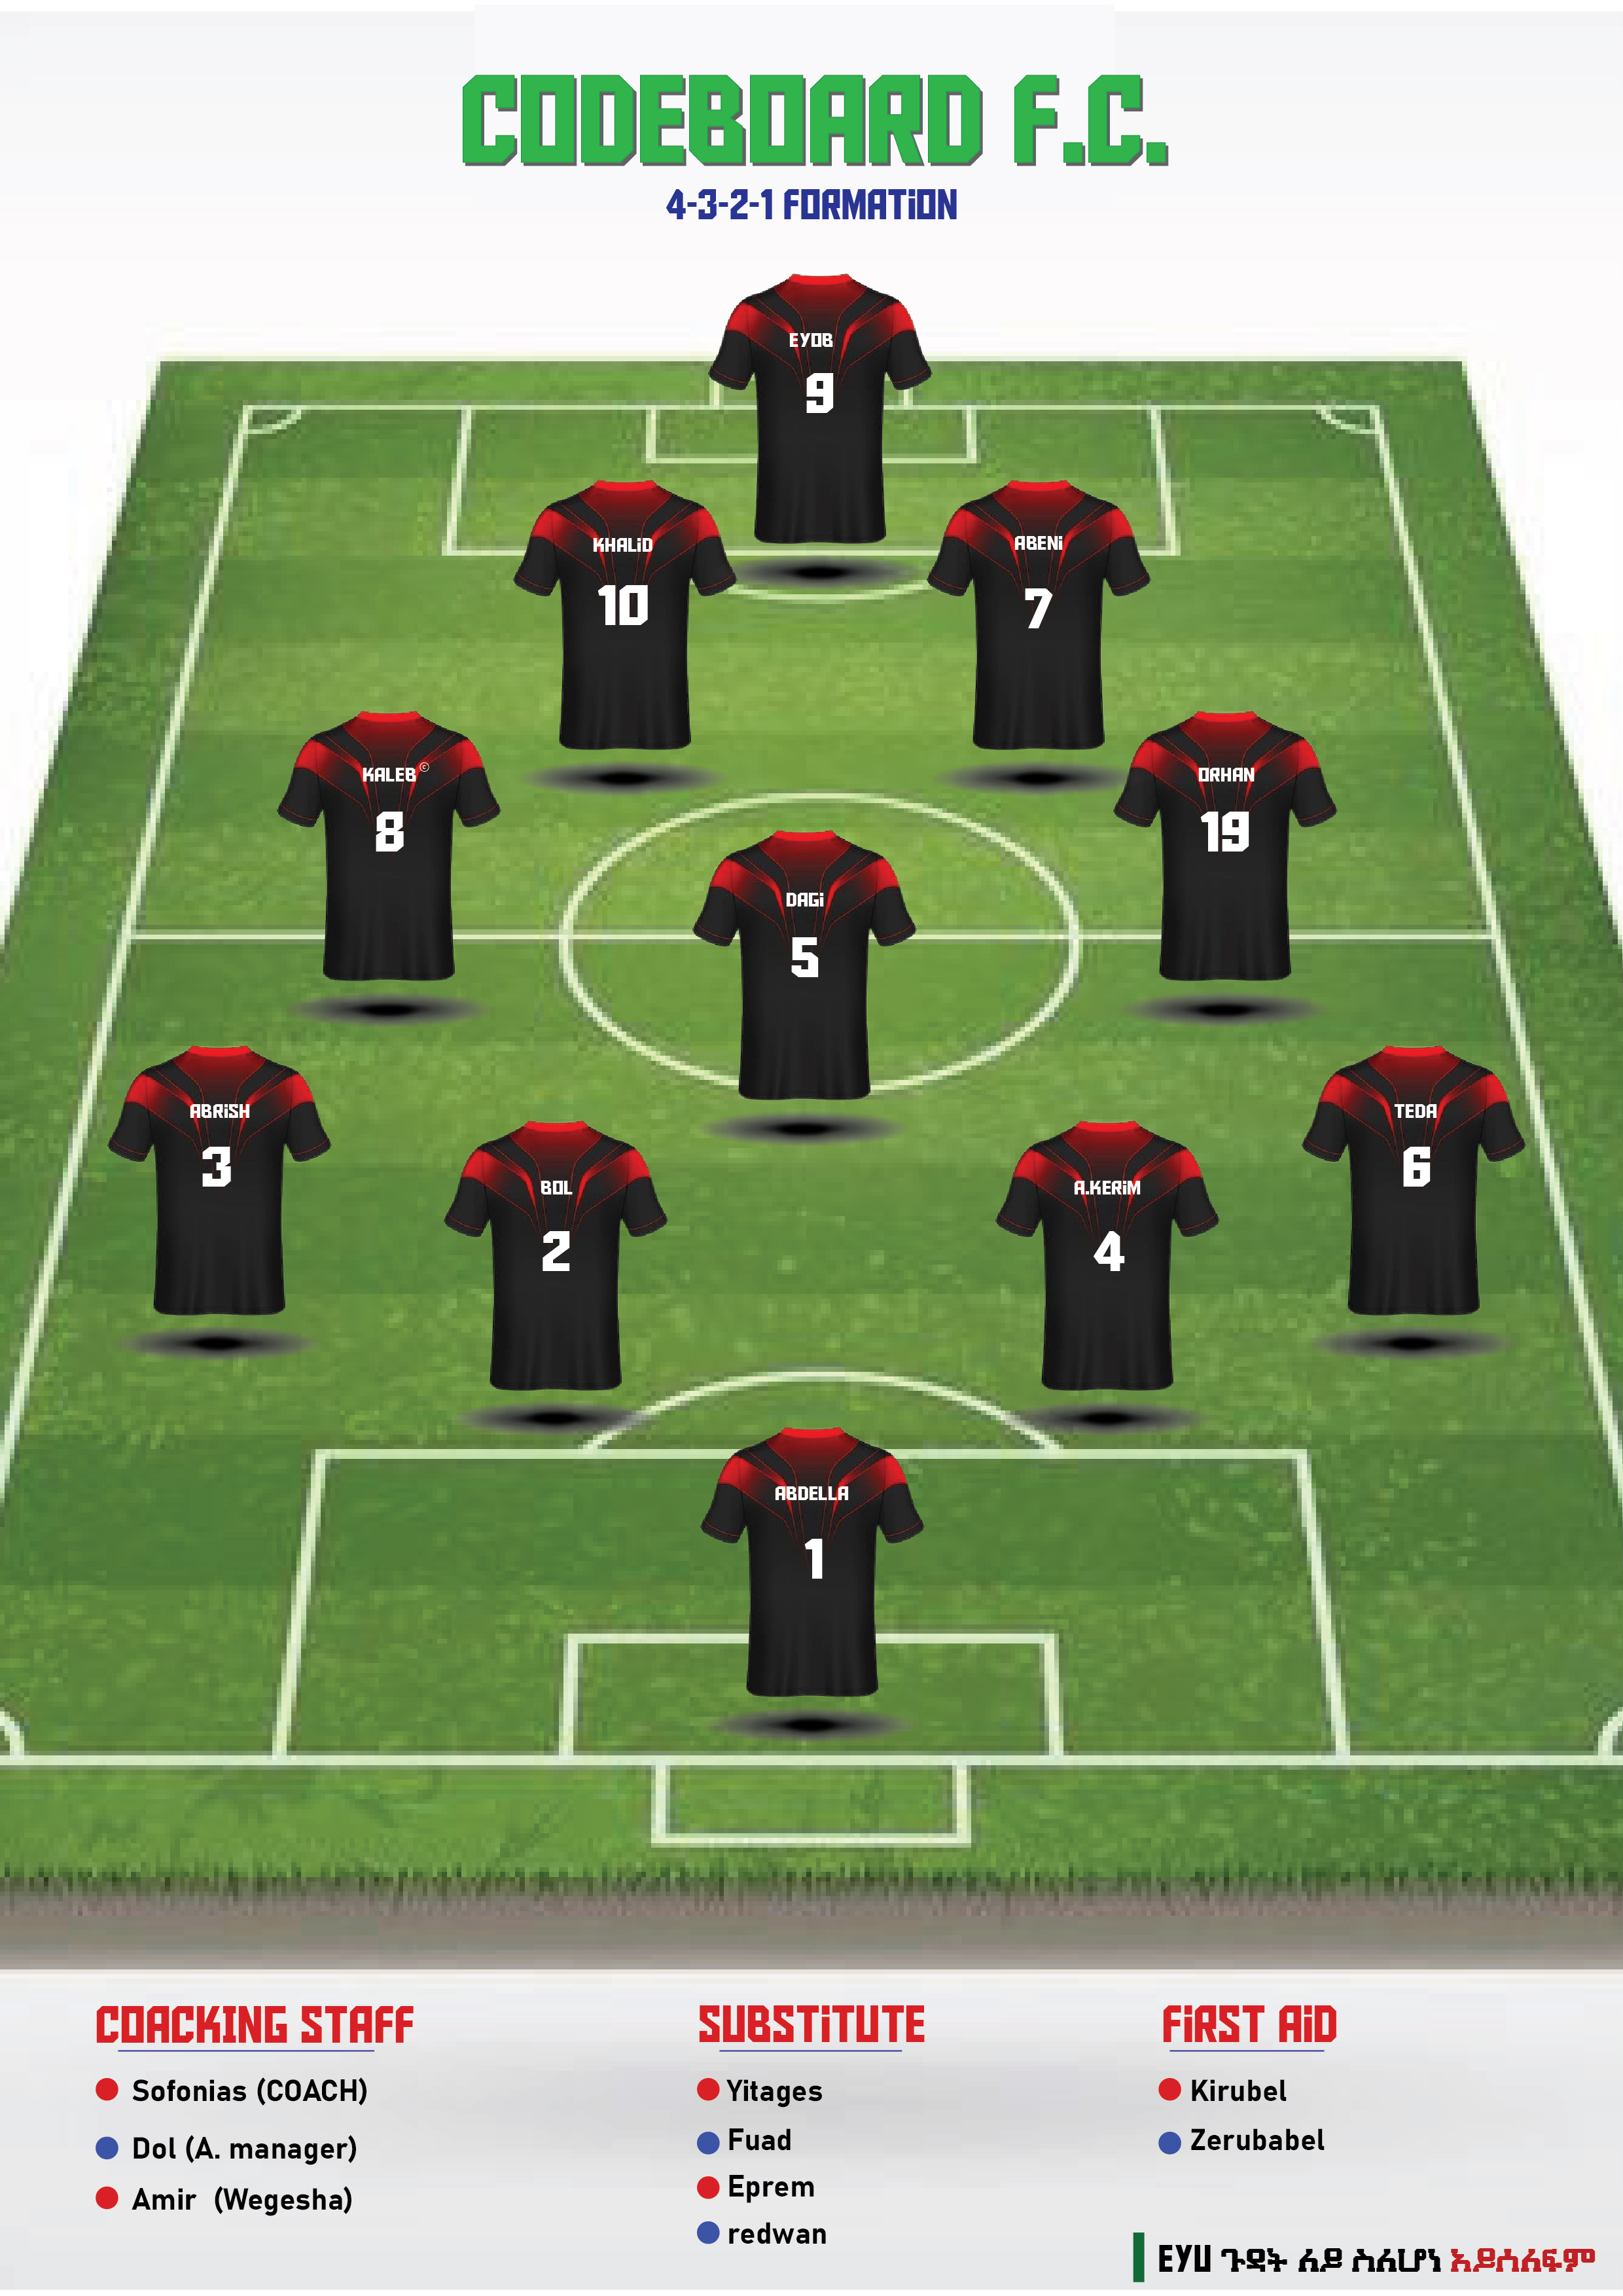 CODEBOARD F.C.
4-3-2-1 FORMATiON
EYOB
9
KHALiD
10
ABENi
7
KALEB©
8
ORHAN
19
DAGi
5
ABRiSH
3
TEDA
6
BOL
2
A.KERiM
4
ABDELLA
1
COACKING STAFF
Sofonias (COACH)
Dol (A. manager)
Amir (Wegesha)
SUBSTiTUTE
Yitages
Fuad
Eprem
redwan
FiRST AiD
Kirubel
Zerubabel
EYU ጉዳት ላይ ስለሆነ አይሰለፍም